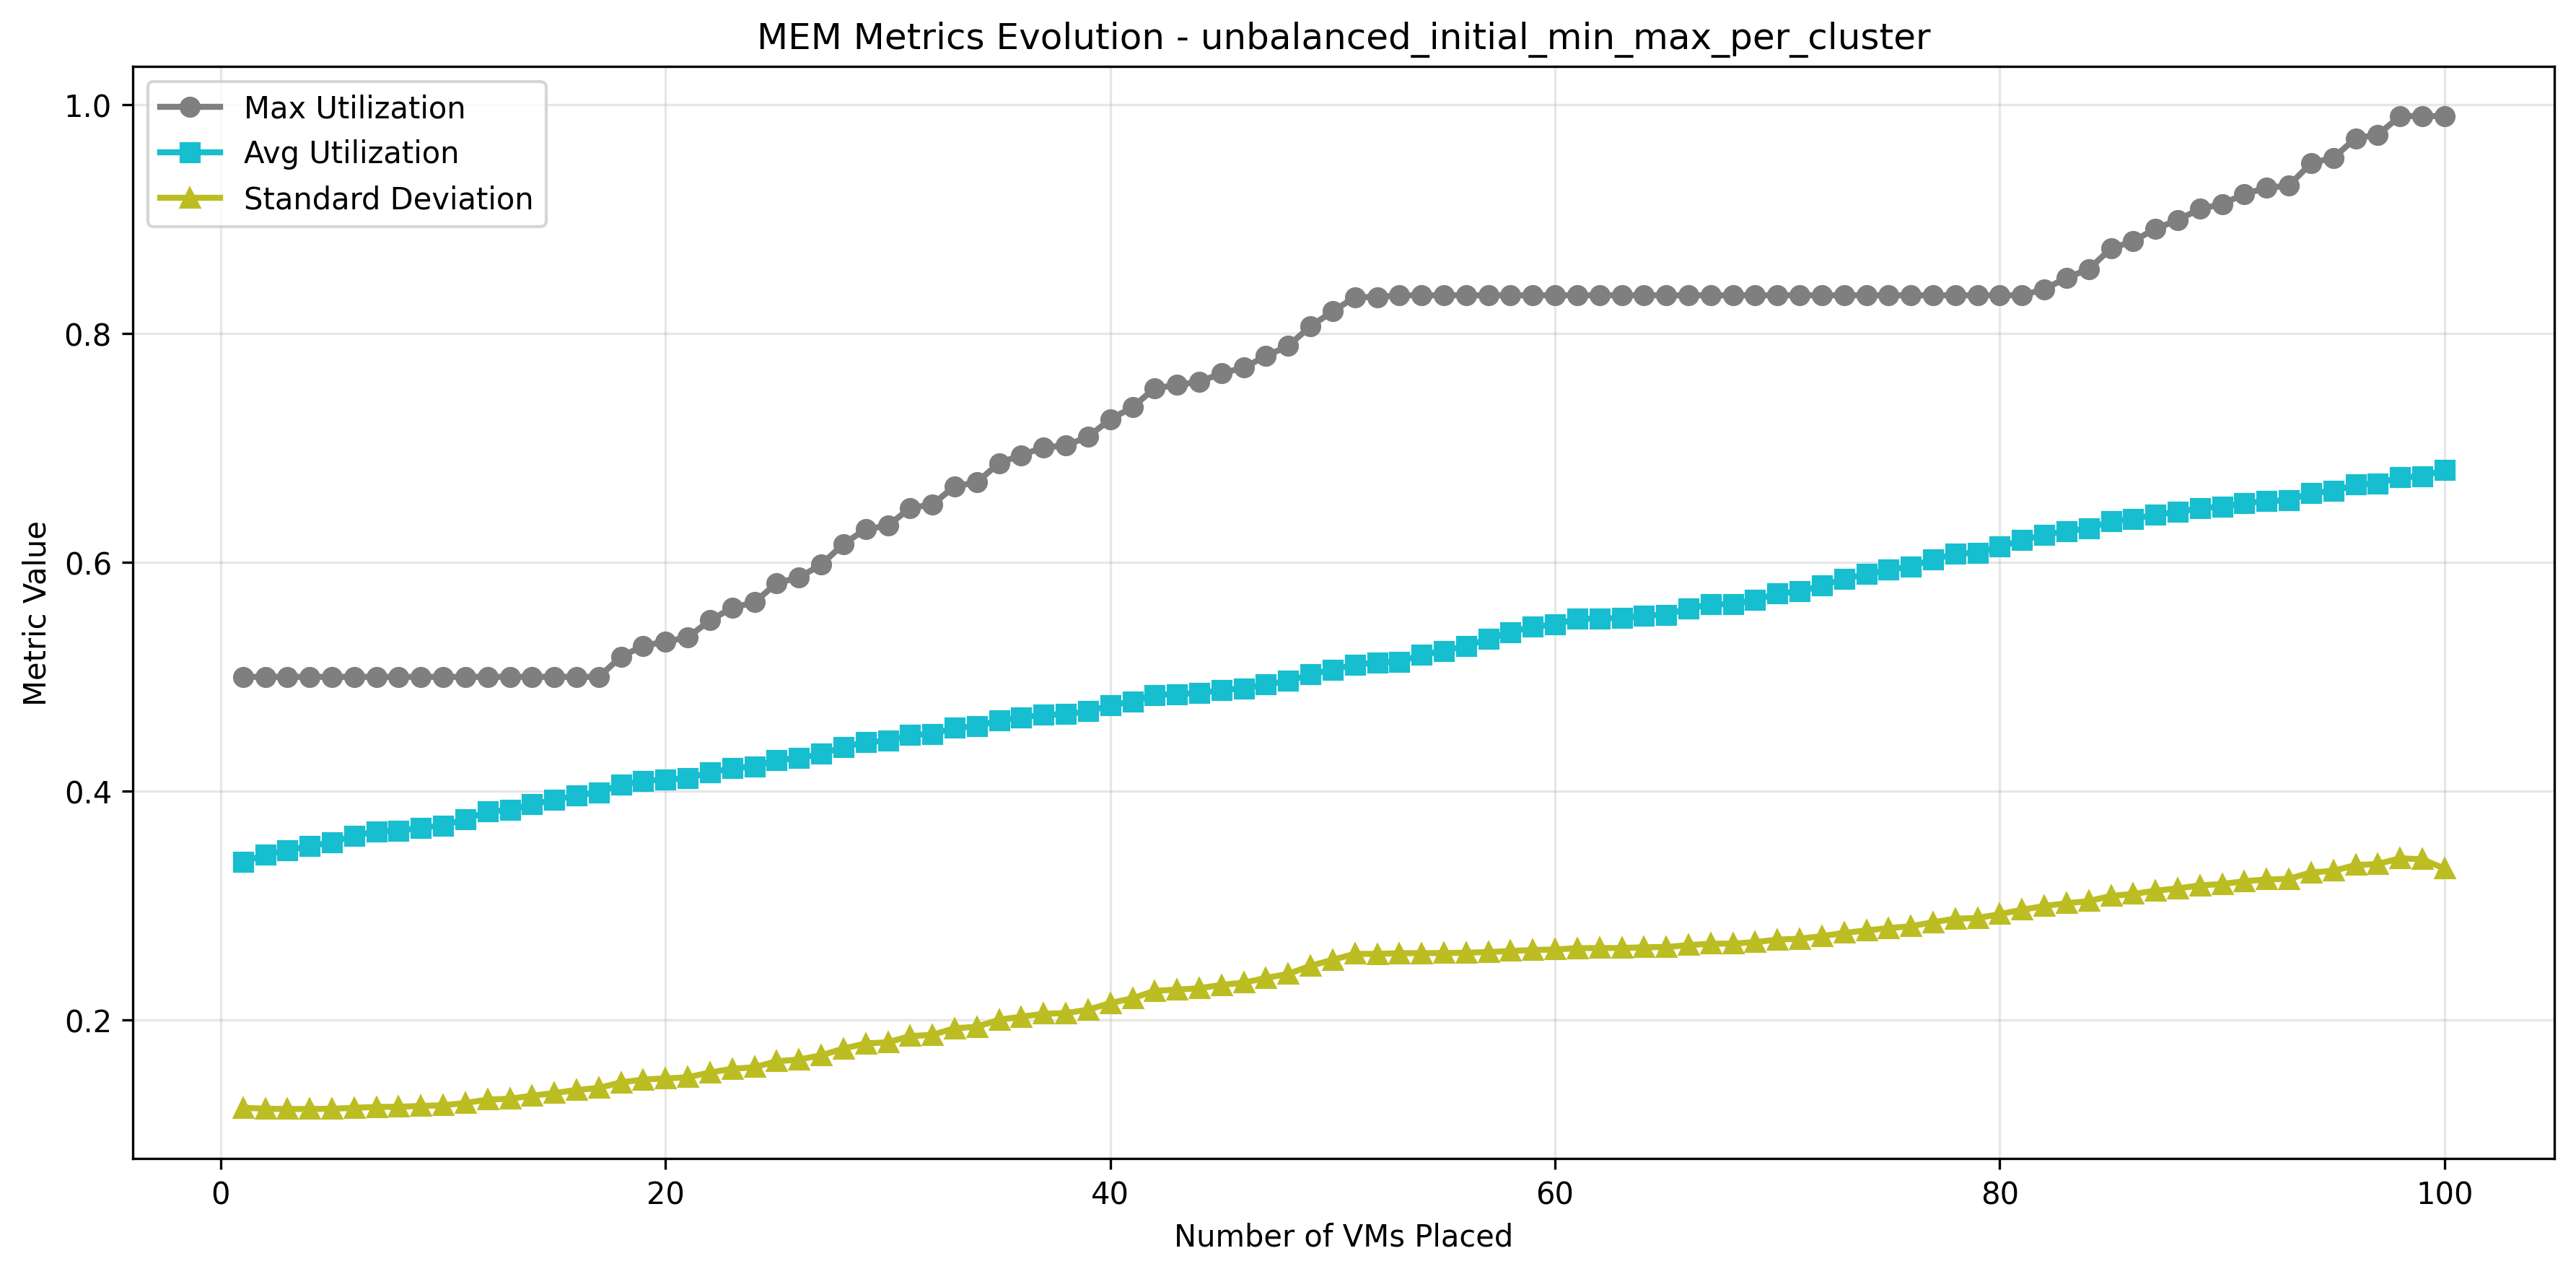 MEM Metrics Evolution - unbalanced_initial_min_max_per_cluster
Max Utilization
Avg Utilization
Standard Deviation
Metric Value
1.0
0.8
0.6
0.4
0.2
0 20 40 60 80 100
Number of VMs Placed